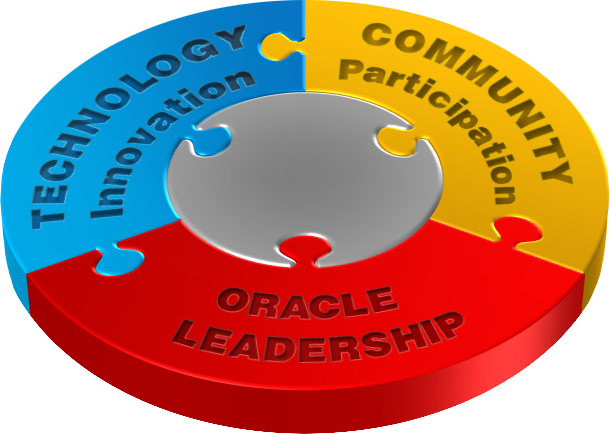 TECHNOLOGY
Innovation
COMMUNITY
Participation
ORACLE
LEADERSHIP